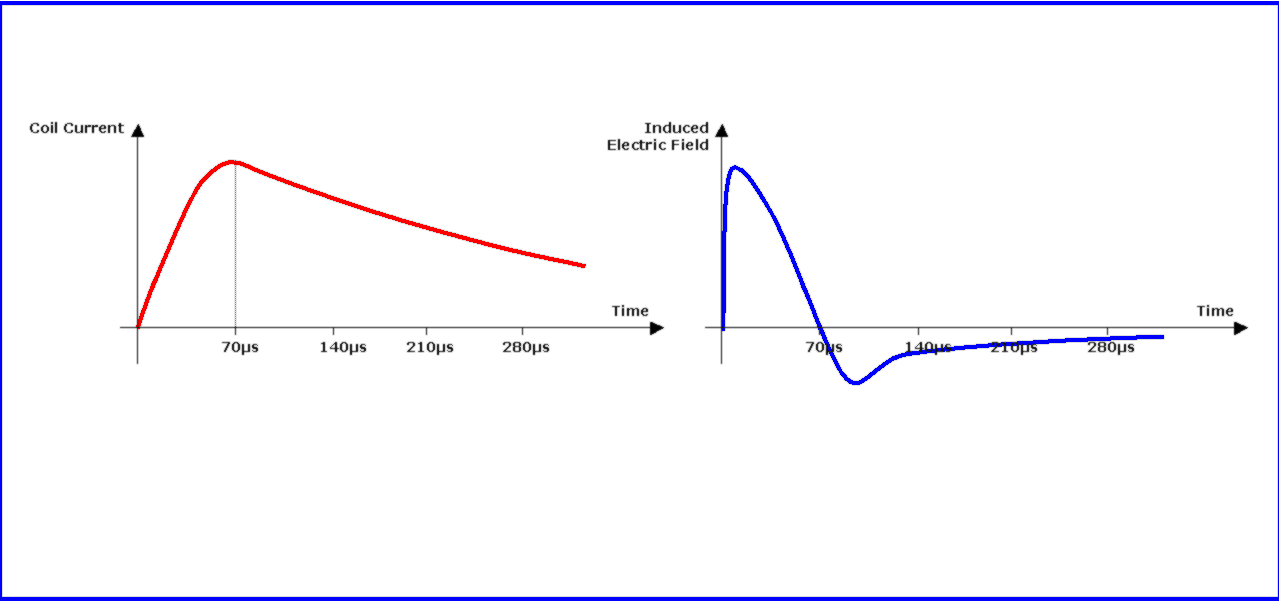 Coil Current
Time
70µs
140µs
210µs
280µs
Induced
Electric Field
Time
70µs
140µs
210µs
280µs